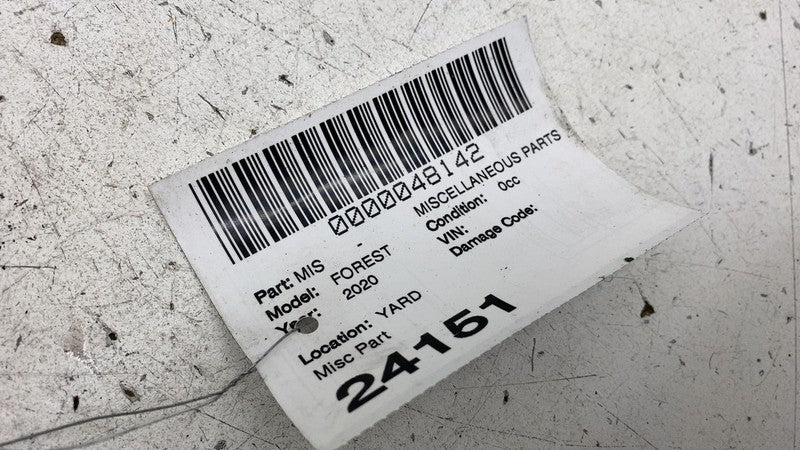 0000048142
Part: MIS - MISCELLANEOUS PARTS
Model: FOREST Condition: 0cc
Year: 2020 VIN:
Damage Code:
Location: YARD
Misc Part
24151